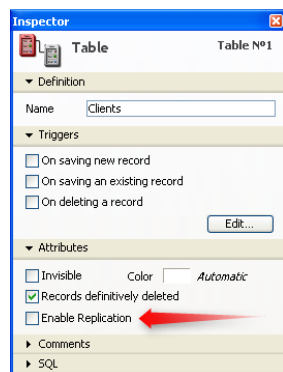 Inspector
Table Table Nº1
Definition
Name Clients
Triggers
On saving new record
On saving an existing record
On deleting a record
Edit...
Attributes
Invisible Color Automatic
Records definitively deleted
Enable Replication
Comments
SQL